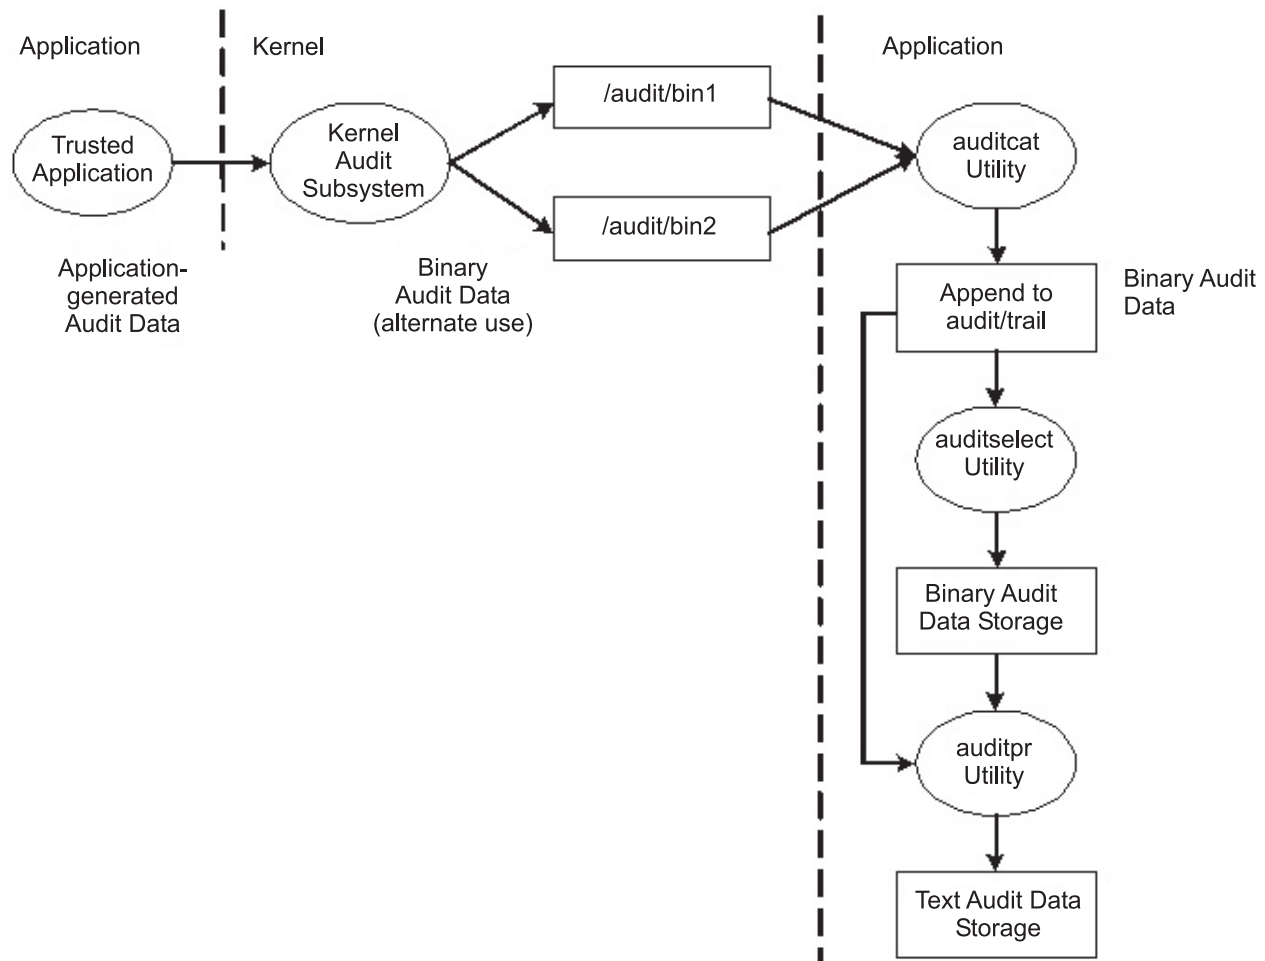 Application
Kernel
Application
Trusted
Application
Kernel
Audit
Subsystem
/audit/bin1
/audit/bin2
auditcat
Utility
Application-
generated
Audit Data
Binary
Audit Data
(alternate use)
Append to
audit/trail
Binary Audit
Data
auditselect
Utility
Binary Audit
Data Storage
auditpr
Utility
Text Audit Data
Storage